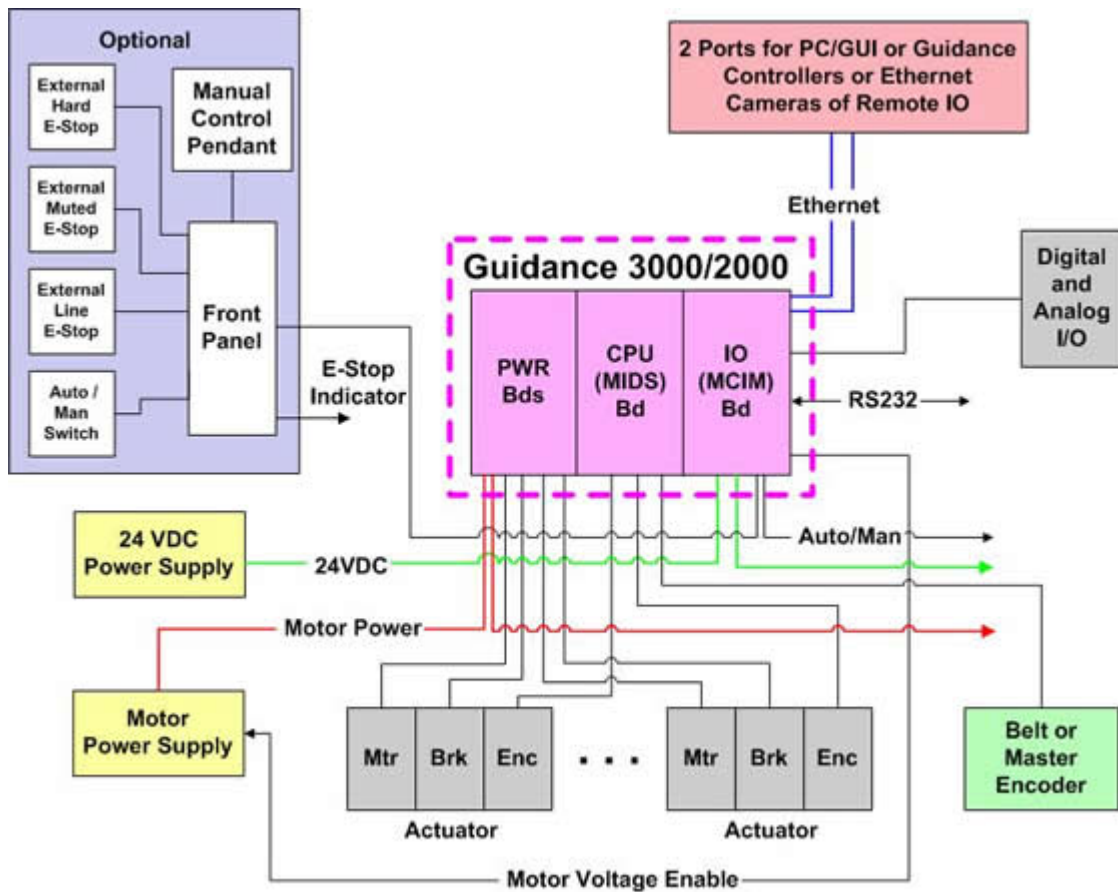 Optional
External
Hard
E-Stop
Manual
Control
Pendant
External
Muted
E-Stop
External
Line
E-Stop
Auto /
Man
Switch
Front
Panel
E-Stop
Indicator
2 Ports for PC/GUI or Guidance
Controllers or Ethernet
Cameras of Remote IO
Ethernet
Guidance 3000/2000
PWR
Bds
CPU
(MIDS)
Bd
IO
(MCIM)
Bd
Digital
and
Analog
I/O
RS232
Auto/Man
24 VDC
Power Supply
24VDC
Motor Power
Motor
Power Supply
Mtr
Brk
Enc
Actuator
. . .
Mtr
Brk
Enc
Actuator
Belt or
Master
Encoder
Motor Voltage Enable